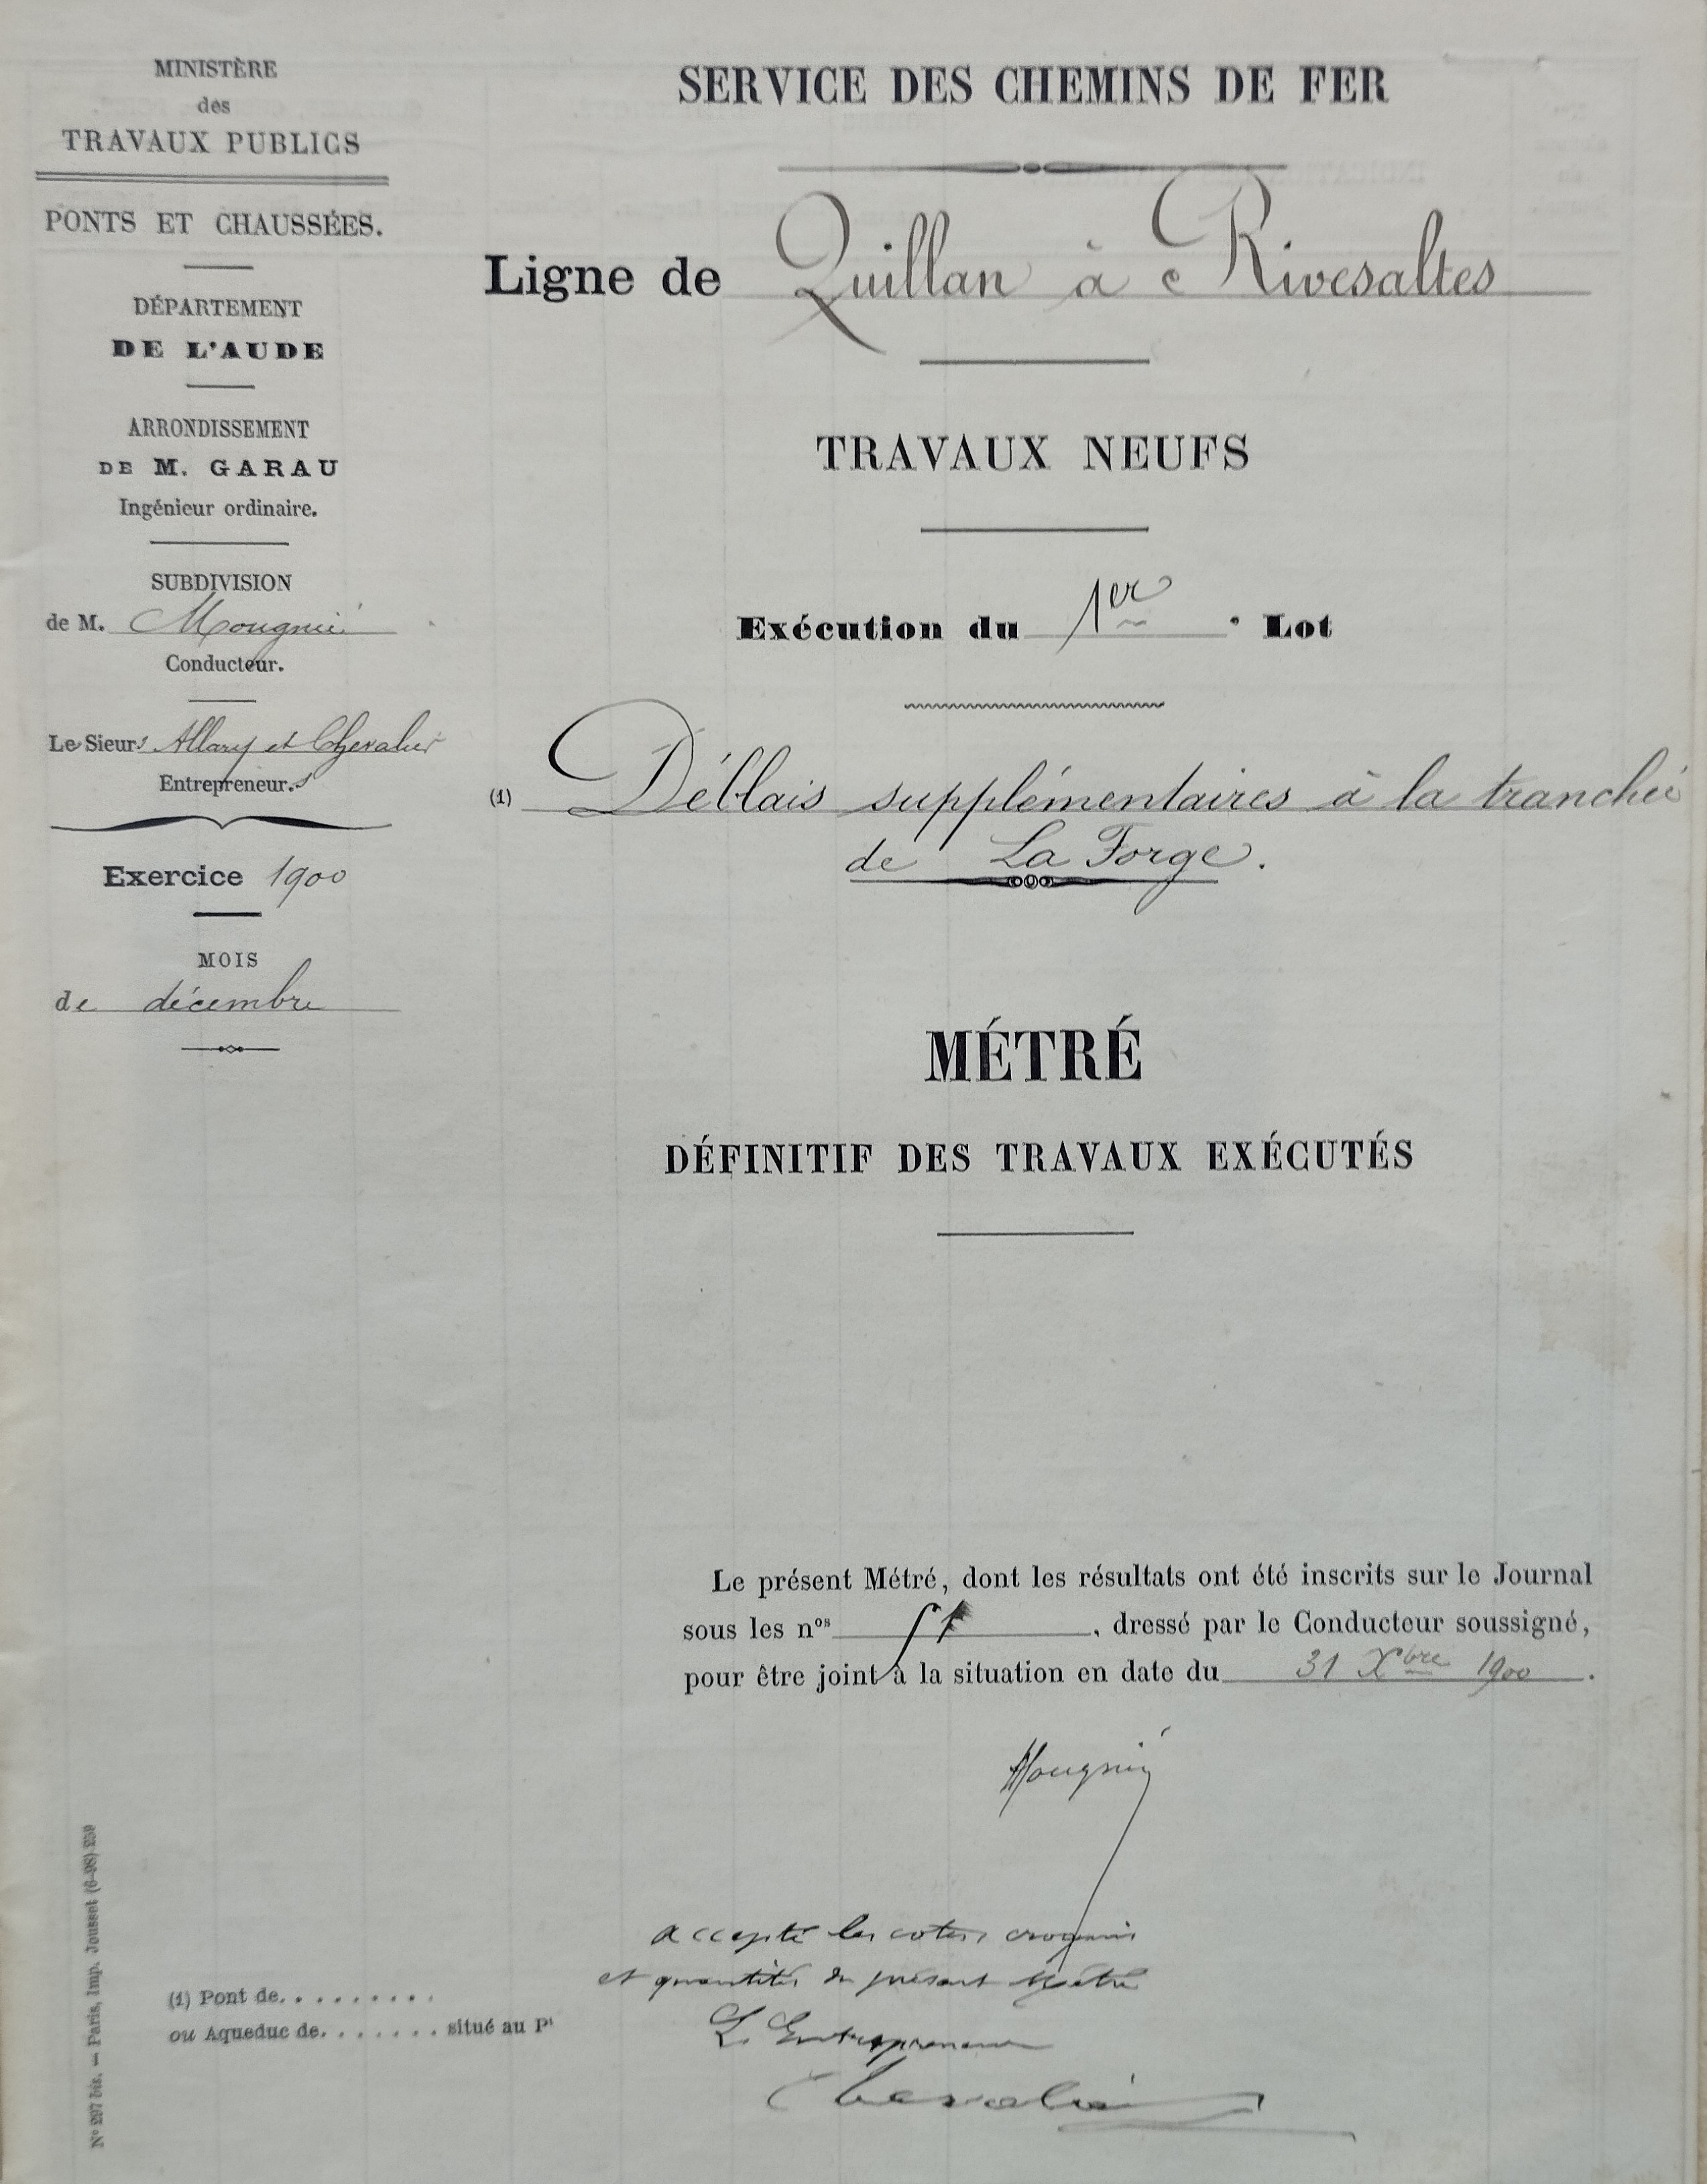 MINISTÈRE
des
TRAVAUX PUBLICS
PONTS ET CHAUSSÉES.
DÉPARTEMENT
DE L'AUDE
ARRONDISSEMENT
DE M. GARAU
Ingénieur ordinaire.
SUBDIVISION
de M. Mougnié
Conducteur.
Le Sieurs Allary et Chevalier
Entrepreneur.s
Exercice 1900
MOIS
de décembre
SERVICE DES CHEMINS DE FER
Ligne de Quillan à Rivesaltes
TRAVAUX NEUFS
Exécution du 1er Lot
(1) Déblais supplémentaires à la tranchée
de La Forge.
MÉTRÉ
DÉFINITIF DES TRAVAUX EXÉCUTÉS
Le présent Métré, dont les résultats ont été inscrits sur le Journal
sous les nos , dressé par le Conducteur soussigné,
pour être joint à la situation en date du 31 Xbre 1900.
Mougnié
accepté les cotes, croquis
et quantités du présent Métré
L'Entrepreneur
Chevalier
(1) Pont de. . . . . . . . . .
ou Aqueduc de. . . . . . . situé au Pt
No 297 bis. — Paris, Imp. Jousset (6-98) 259